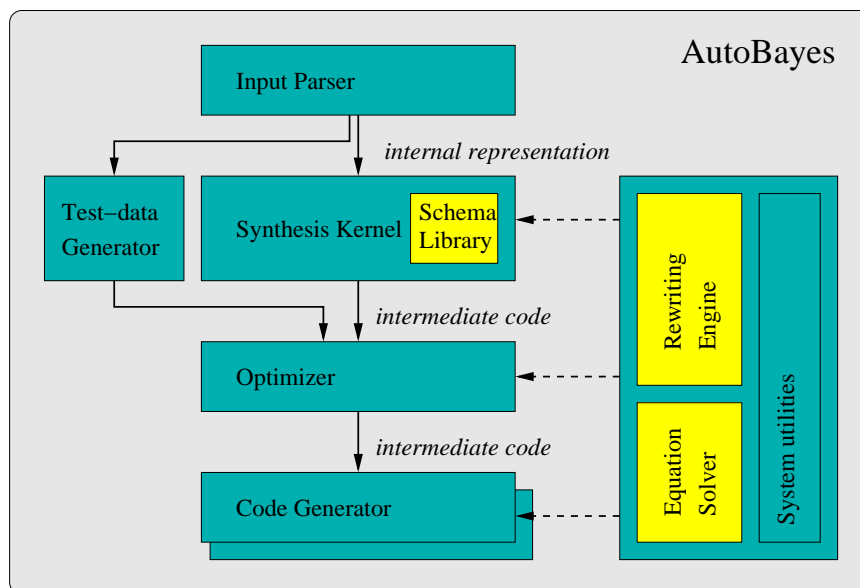 AutoBayes
Input Parser
internal representation
Test−data
Generator
Synthesis Kernel
Schema
Library
intermediate code
Optimizer
intermediate code
Code Generator
Rewriting
Engine
Equation
Solver
System utilities